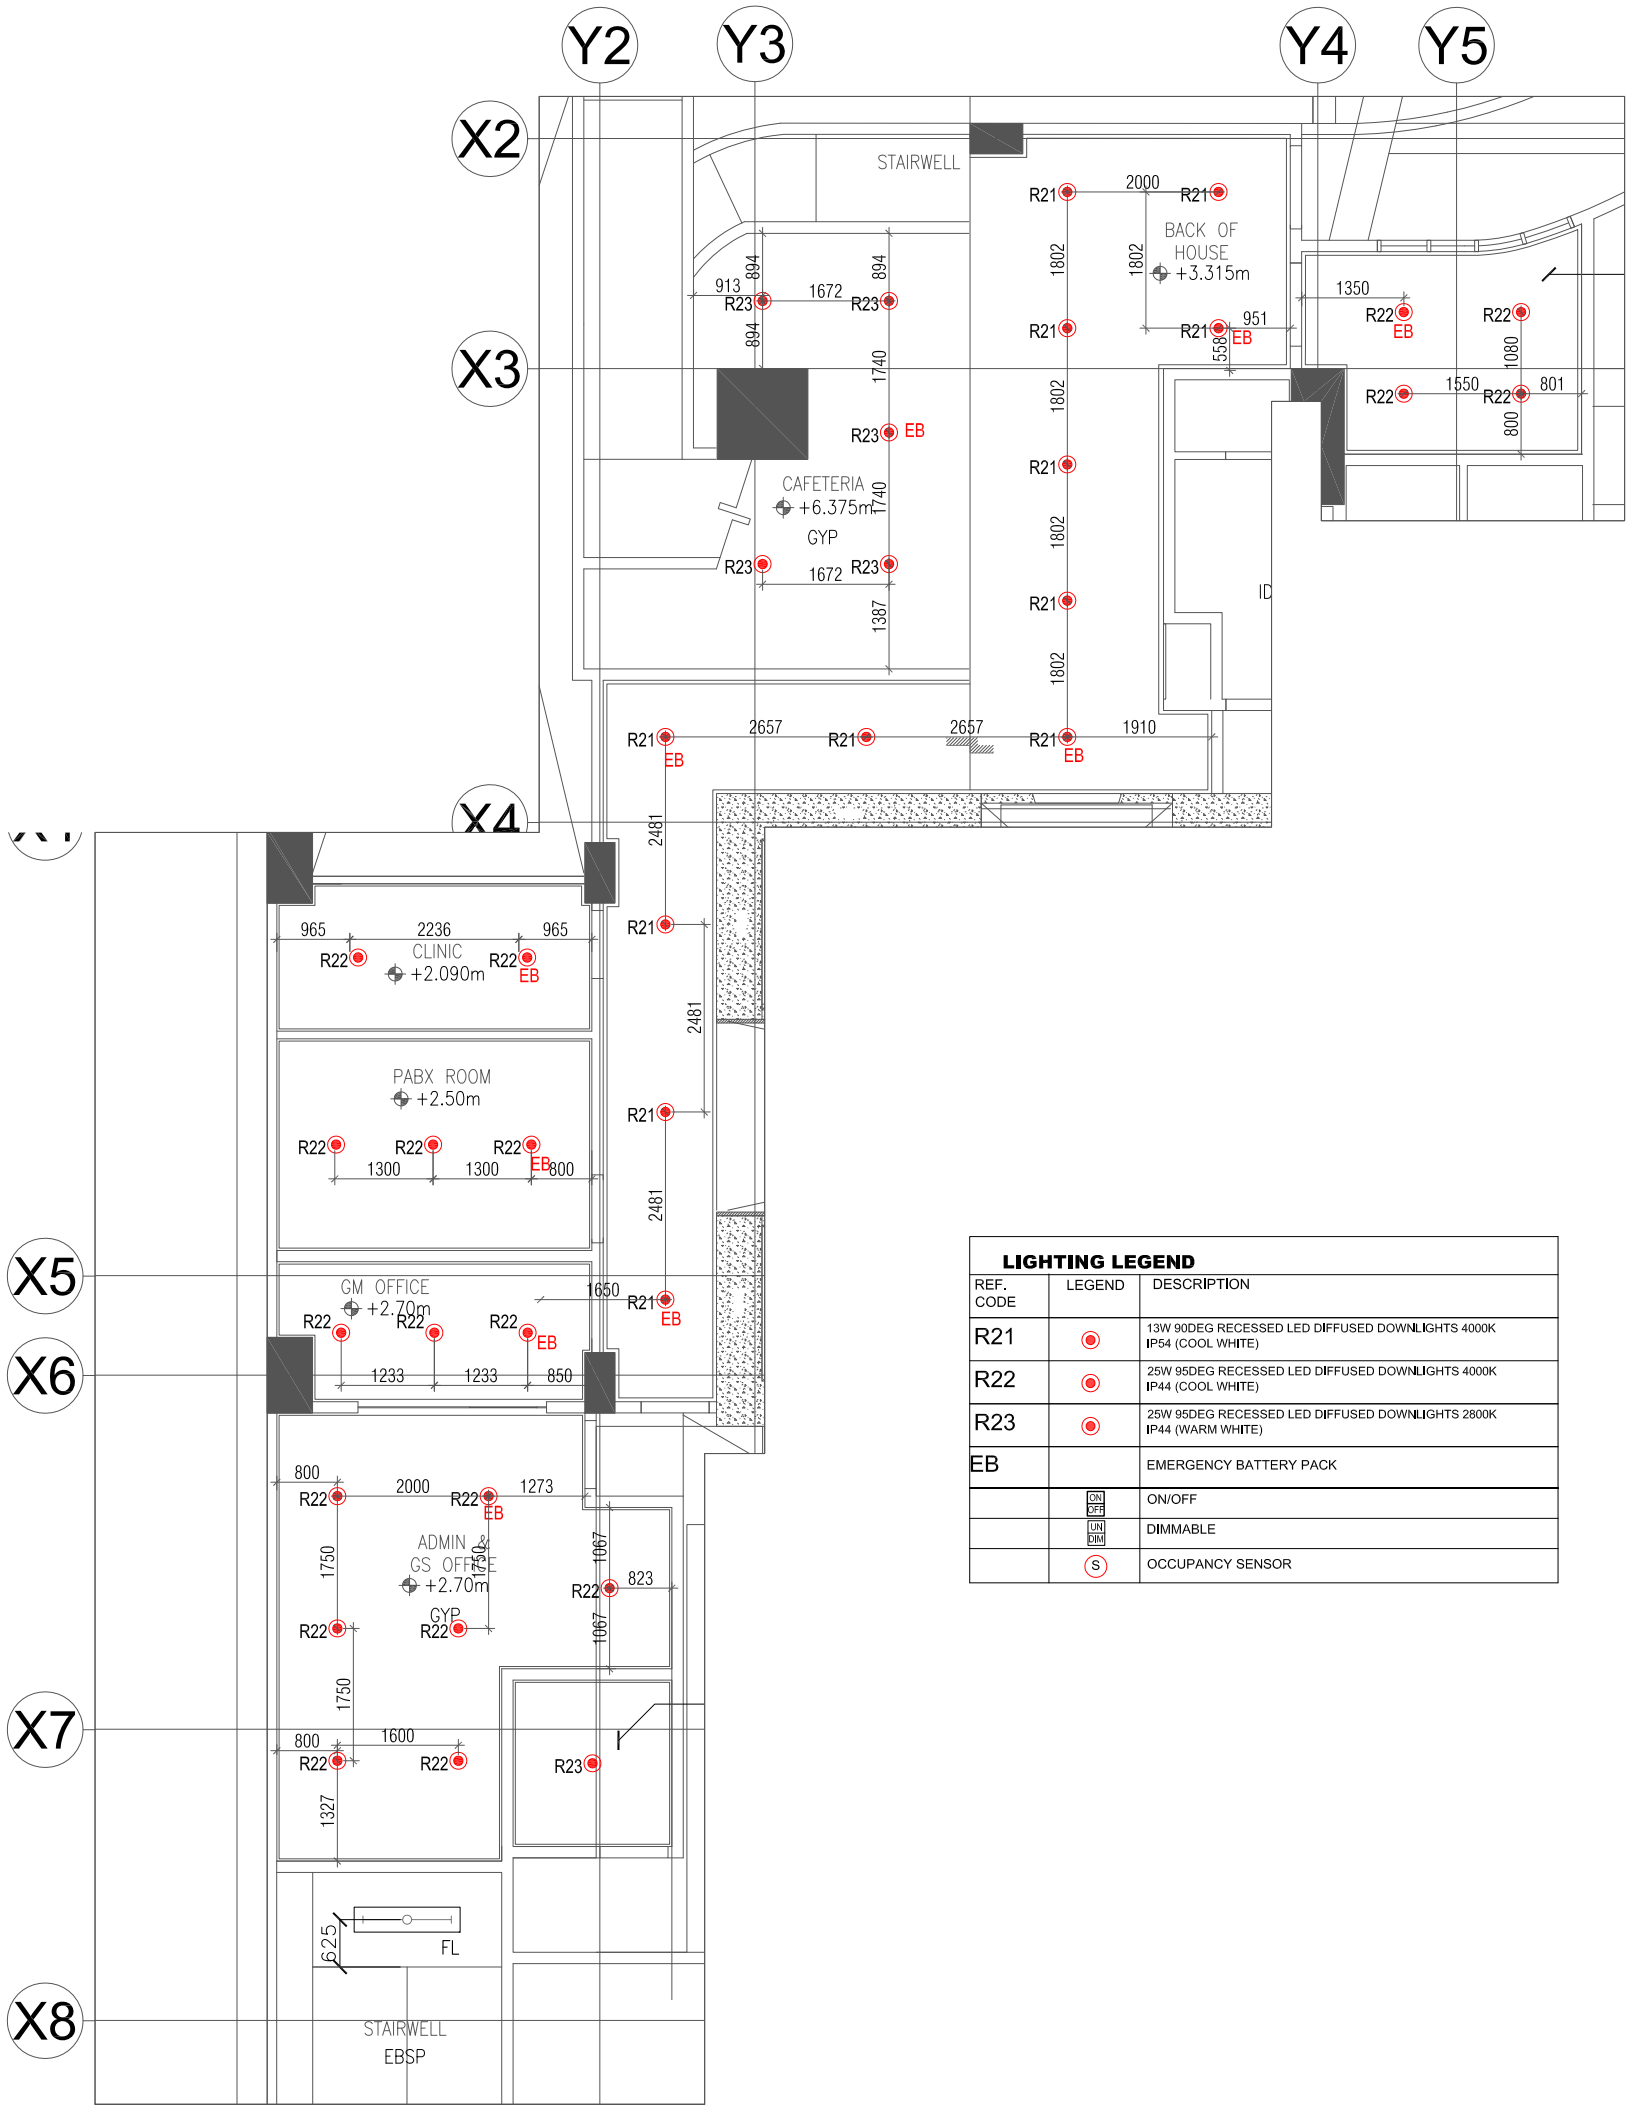 Y2 Y3 Y4 Y5
X2
STAIRWELL
R21 2000 R21
BACK OF
HOUSE
+3.315m
894 894 1802 1802
913 1672 1350
R23 R23 R22 R22
EB
894 R21 R21 951
EB
558
X3
1740 1080
1550 801
1802 R22 R22
R23 EB 800
R21
CAFETERIA
+6.375m
1740
GYP
1802
R23 R23
1672
ID
R21
1387
1802
2657 2657 1910
R21 R21 R21
EB EB
X4
2481
R21
965 2236 965
CLINIC
R22 R22
+2.090m EB
2481
PABX ROOM
+2.50m
R21
R22 R22 R22
EB
1300 1300 800
2481
X5
GM OFFICE
1650
+2.70m R21
R22 R22 R22 EB
EB
X6
1233 1233 850
800
2000 1273
R22 R22
EB
ADMIN &
GS OFFICE
+2.70m
1750 1750 1067
823
R22
GYP
R22 R22 1067
1750
X7
800 1600
R22 R22 R23
1327
625
FL
X8
STAIRWELL
EBSP
LIGHTING LEGEND
REF. CODE LEGEND DESCRIPTION
R21 13W 90DEG RECESSED LED DIFFUSED DOWNLIGHTS 4000K
IP54 (COOL WHITE)
R22 25W 95DEG RECESSED LED DIFFUSED DOWNLIGHTS 4000K
IP44 (COOL WHITE)
R23 25W 95DEG RECESSED LED DIFFUSED DOWNLIGHTS 2800K
IP44 (WARM WHITE)
EB EMERGENCY BATTERY PACK
ON OFF ON/OFF
UN DIM DIMMABLE
S OCCUPANCY SENSOR